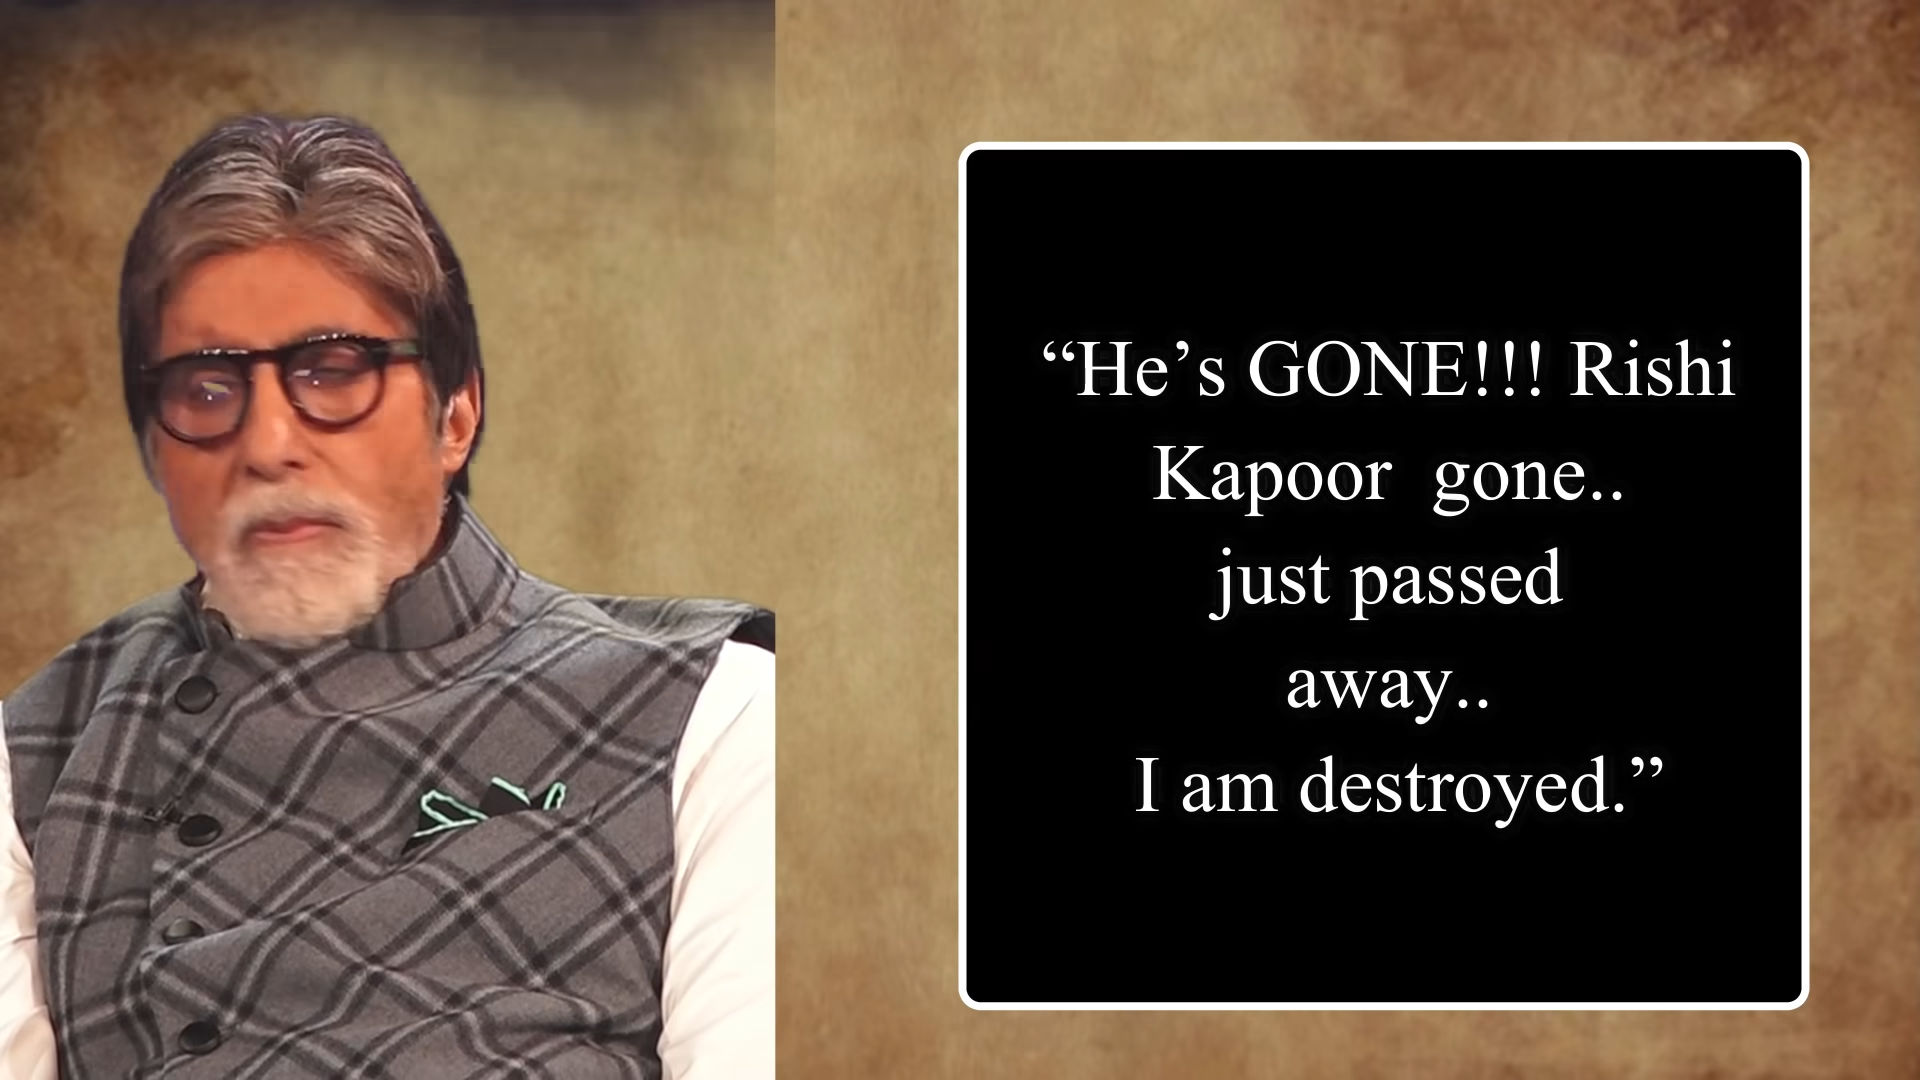 “He’s GONE!!! Rishi
Kapoor  gone..
just passed
away..
I am destroyed.”